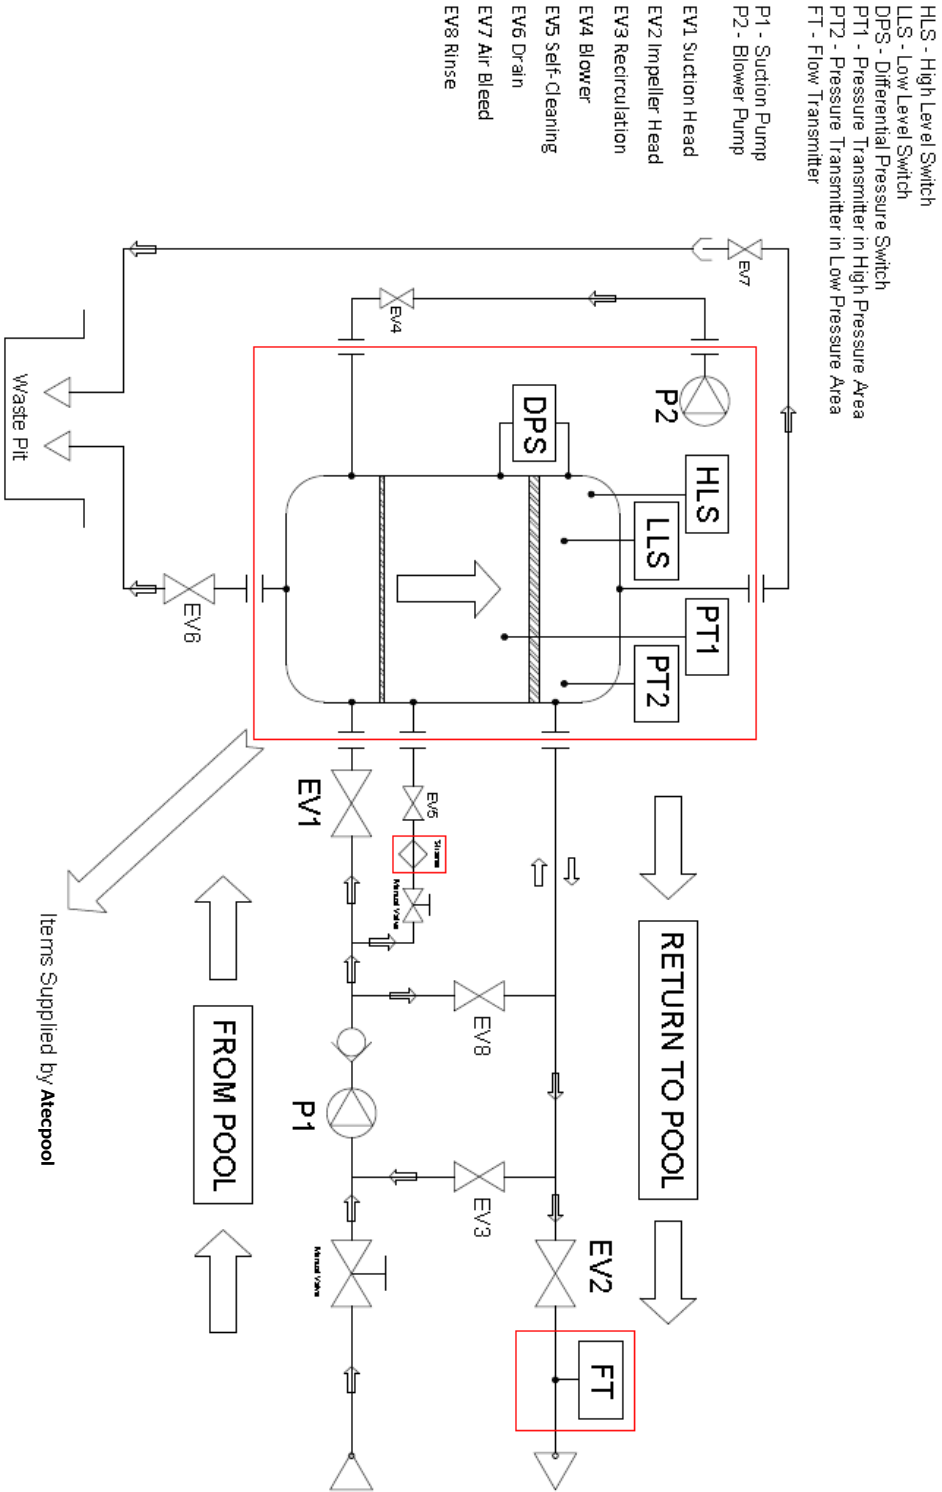 HLS - High Level Switch
LLS - Low Level Switch
DPS - Differential Pressure Switch
PT1 - Pressure Transmitter in High Pressure Area
PT2 - Pressure Transmitter in Low Pressure Area
FT - Flow Transmitter
P1 - Suction Pump
P2 - Blower Pump
EV1 Suction Head
EV2 Impeller Head
EV3 Recirculation
EV4 Blower
EV5 Self-Cleaning
EV6 Drain
EV7 Air Bleed
EV8 Rinse
EV7
EV4
P2
DPS
HLS
LLS
PT1
PT2
Waste Pit
EV6
EV1
EV5
Manual Valve
RETURN TO POOL
EV8
FROM POOL
P1
EV3
EV2
Manual Valve
FT
Items Supplied by Atecpool